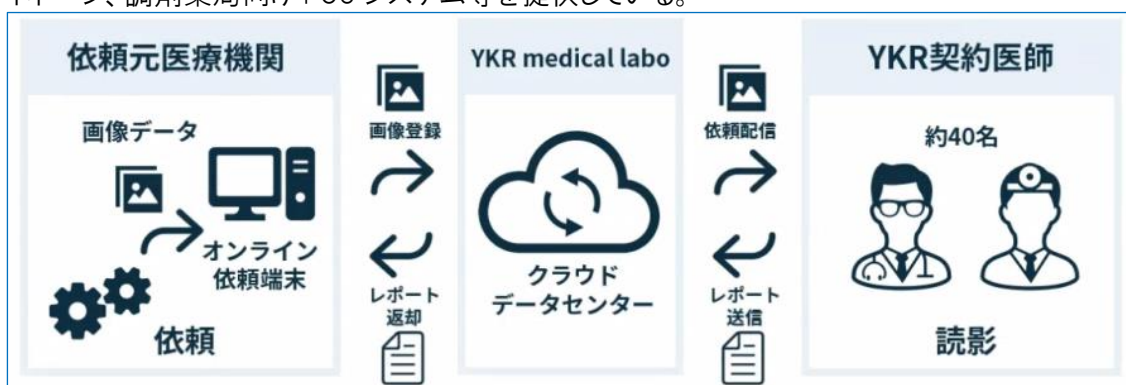 依頼元医療機関
画像データ
オンライン
依頼端末
依頼
画像登録
レポート
返却
YKR medical labo
クラウド
データセンター
依頼配信
レポート
送信
YKR契約医師
約40名
読影